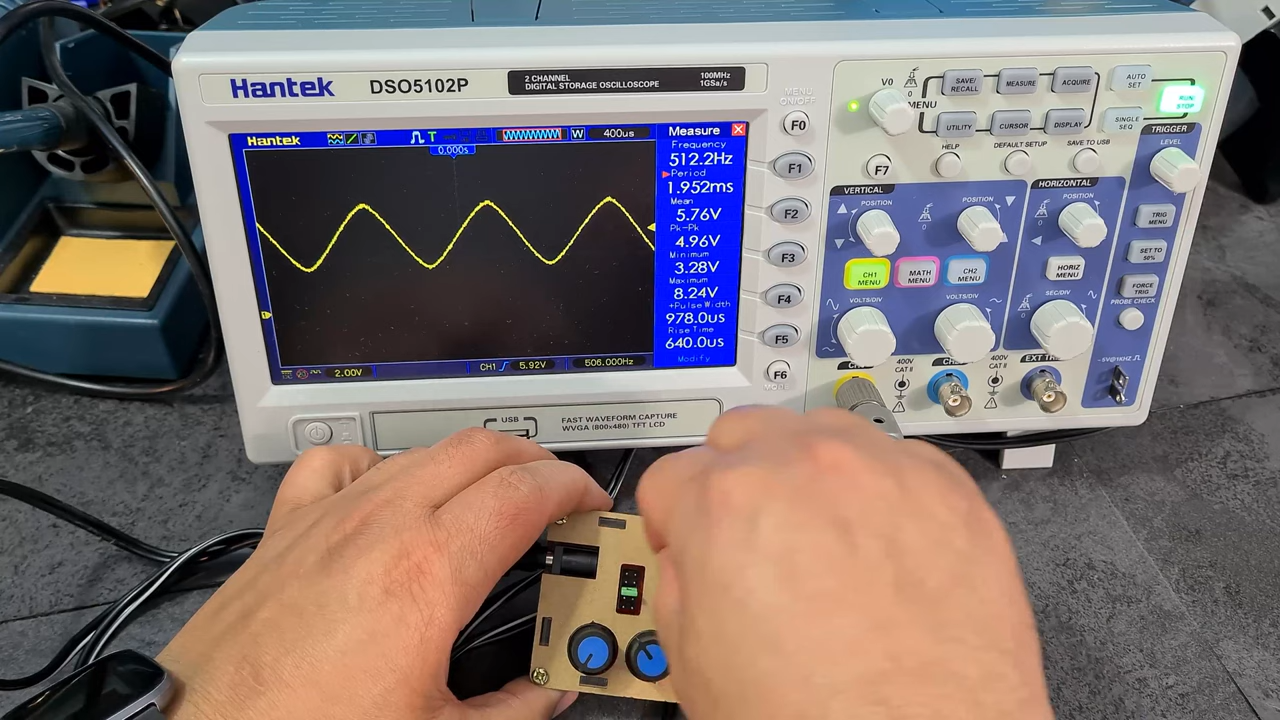 Hantek DSO5102P
2 CHANNEL
DIGITAL STORAGE OSCILLOSCOPE
100MHz
1GSa/s
Hantek T W 400us
0.000s
Measure
Frequency
512.2Hz
Period
1.952ms
Mean
5.76V
Pk-Pk
4.96V
Minimum
3.28V
Maximum
8.24V
+Pulse Width
978.0us
Rise Time
640.0us
Modify
2.00V CH1 5.92V 506.000Hz
MENU
ON/OFF
F0
F1
F2
F3
F4
F5
F6
USB
FAST WAVEFORM CAPTURE
WVGA (800x480) TFT LCD
V0
0
MENU
SAVE/
RECALL
MEASURE
ACQUIRE
AUTO
SET
RUN/
STOP
UTILITY
CURSOR
DISPLAY
SINGLE
SEQ
F7
HELP
DEFAULT SETUP
SAVE TO USB
TRIGGER
LEVEL
VERTICAL
POSITION
0
POSITION
HORIZONTAL
POSITION
0
TRIG
MENU
SET TO
50%
FORCE
TRIG
PROBE CHECK
CH1
MENU
MATH
MENU
CH2
MENU
HORIZ
MENU
VOLTS/DIV
VOLTS/DIV
SEC/DIV
400V
CAT II
400V
CAT II
EXT
~5V@1KHZ